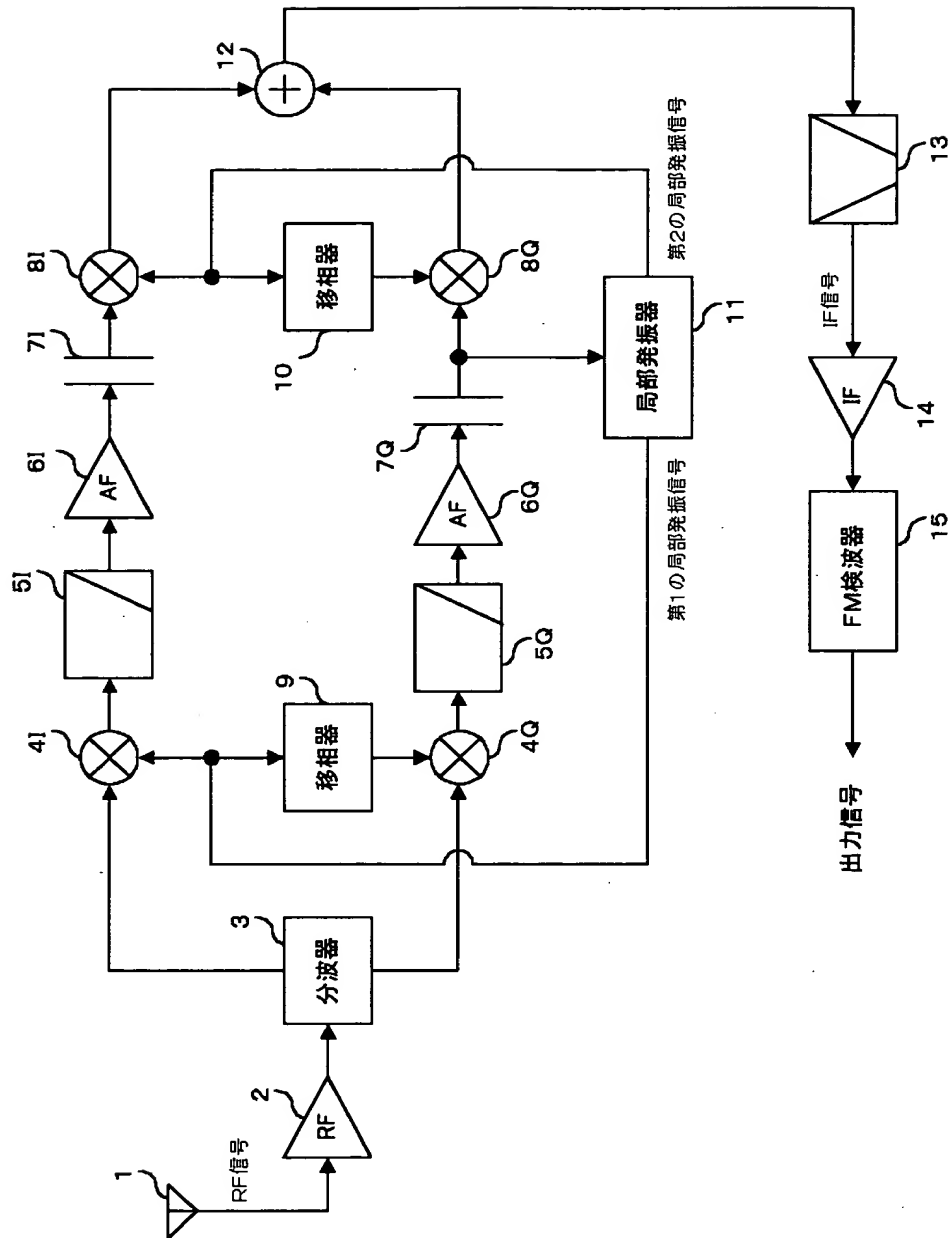 1
RF信号
2
RF
3
分波器
4I
5I
6I
AF
7I
8I
12
+
9
移相器
10
移相器
4Q
5Q
6Q
AF
7Q
8Q
第1の局部発振信号
局部発振器
11
第2の局部発振信号
13
IF信号
IF
14
FM検波器
15
出力信号